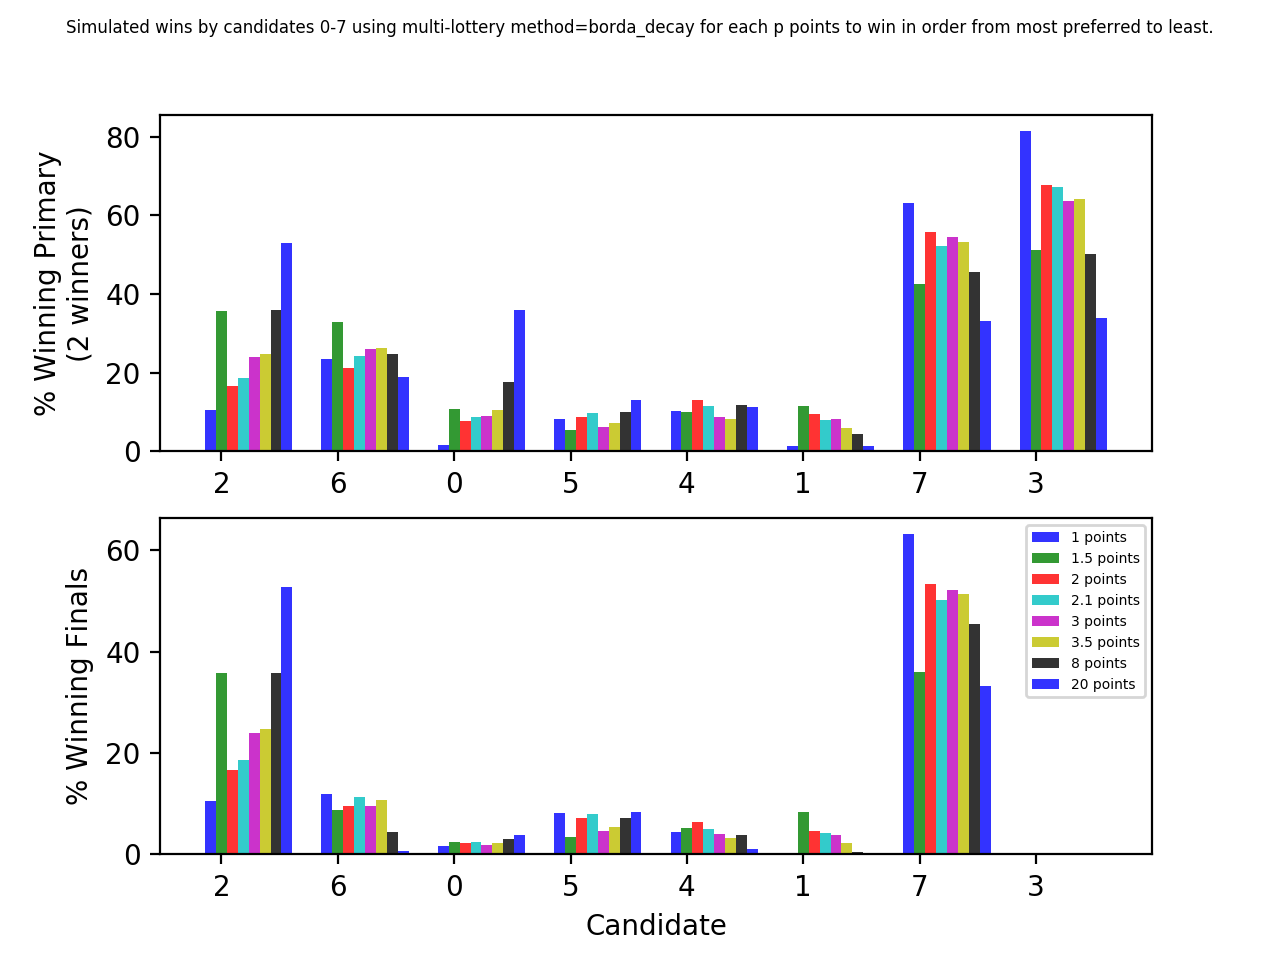 Simulated wins by candidates 0-7 using multi-lottery method=borda_decay for each p points to win in order from most preferred to least.
% Winning Primary
(2 winners)
80
60
40
20
0
2 6 0 5 4 1 7 3
% Winning Finals
60
40
20
0
1 points
1.5 points
2 points
2.1 points
3 points
3.5 points
8 points
20 points
2 6 0 5 4 1 7 3
Candidate